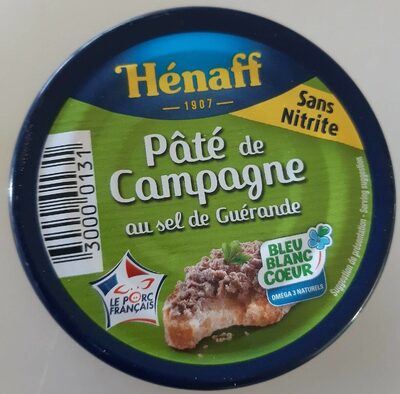 Hénaff
1907
Sans
Nitrite
Pâté de
Campagne
au sel de Guérande
3000 0131
BLEU
BLANC
COEUR
OMÉGA 3 NATURELS
LE PORC
FRANÇAIS
Suggestion de présentation - Serving suggestion